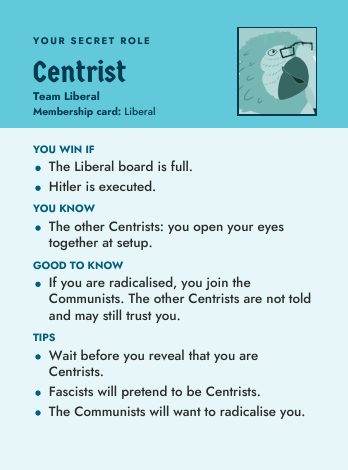 YOUR SECRET ROLE
Centrist
Team Liberal
Membership card: Liberal
YOU WIN IF
• The Liberal board is full.
• Hitler is executed.
YOU KNOW
• The other Centrists: you open your eyes
together at setup.
GOOD TO KNOW
• If you are radicalised, you join the
Communists. The other Centrists are not told
and may still trust you.
TIPS
• Wait before you reveal that you are
Centrists.
• Fascists will pretend to be Centrists.
• The Communists will want to radicalise you.